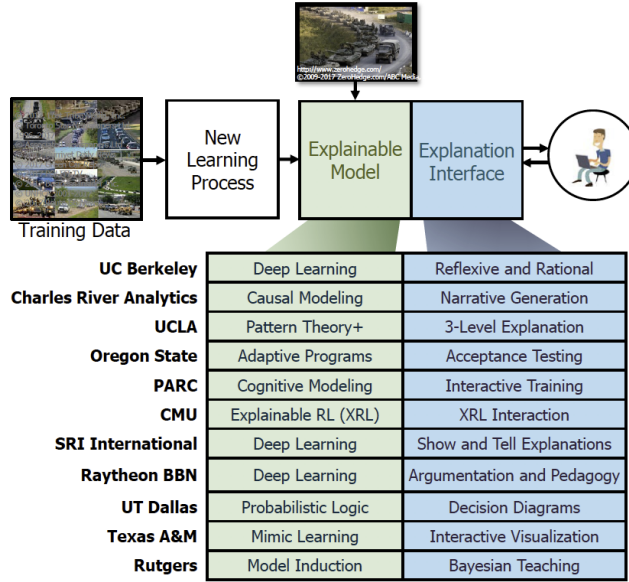 http://www.zerohedge.com/
©2009-2017 ZeroHedge.com/ABC Media
New
Learning
Process
Explainable
Model
Explanation
Interface
Training Data
UC Berkeley Deep Learning Reflexive and Rational
Charles River Analytics Causal Modeling Narrative Generation
UCLA Pattern Theory+ 3-Level Explanation
Oregon State Adaptive Programs Acceptance Testing
PARC Cognitive Modeling Interactive Training
CMU Explainable RL (XRL) XRL Interaction
SRI International Deep Learning Show and Tell Explanations
Raytheon BBN Deep Learning Argumentation and Pedagogy
UT Dallas Probabilistic Logic Decision Diagrams
Texas A&M Mimic Learning Interactive Visualization
Rutgers Model Induction Bayesian Teaching